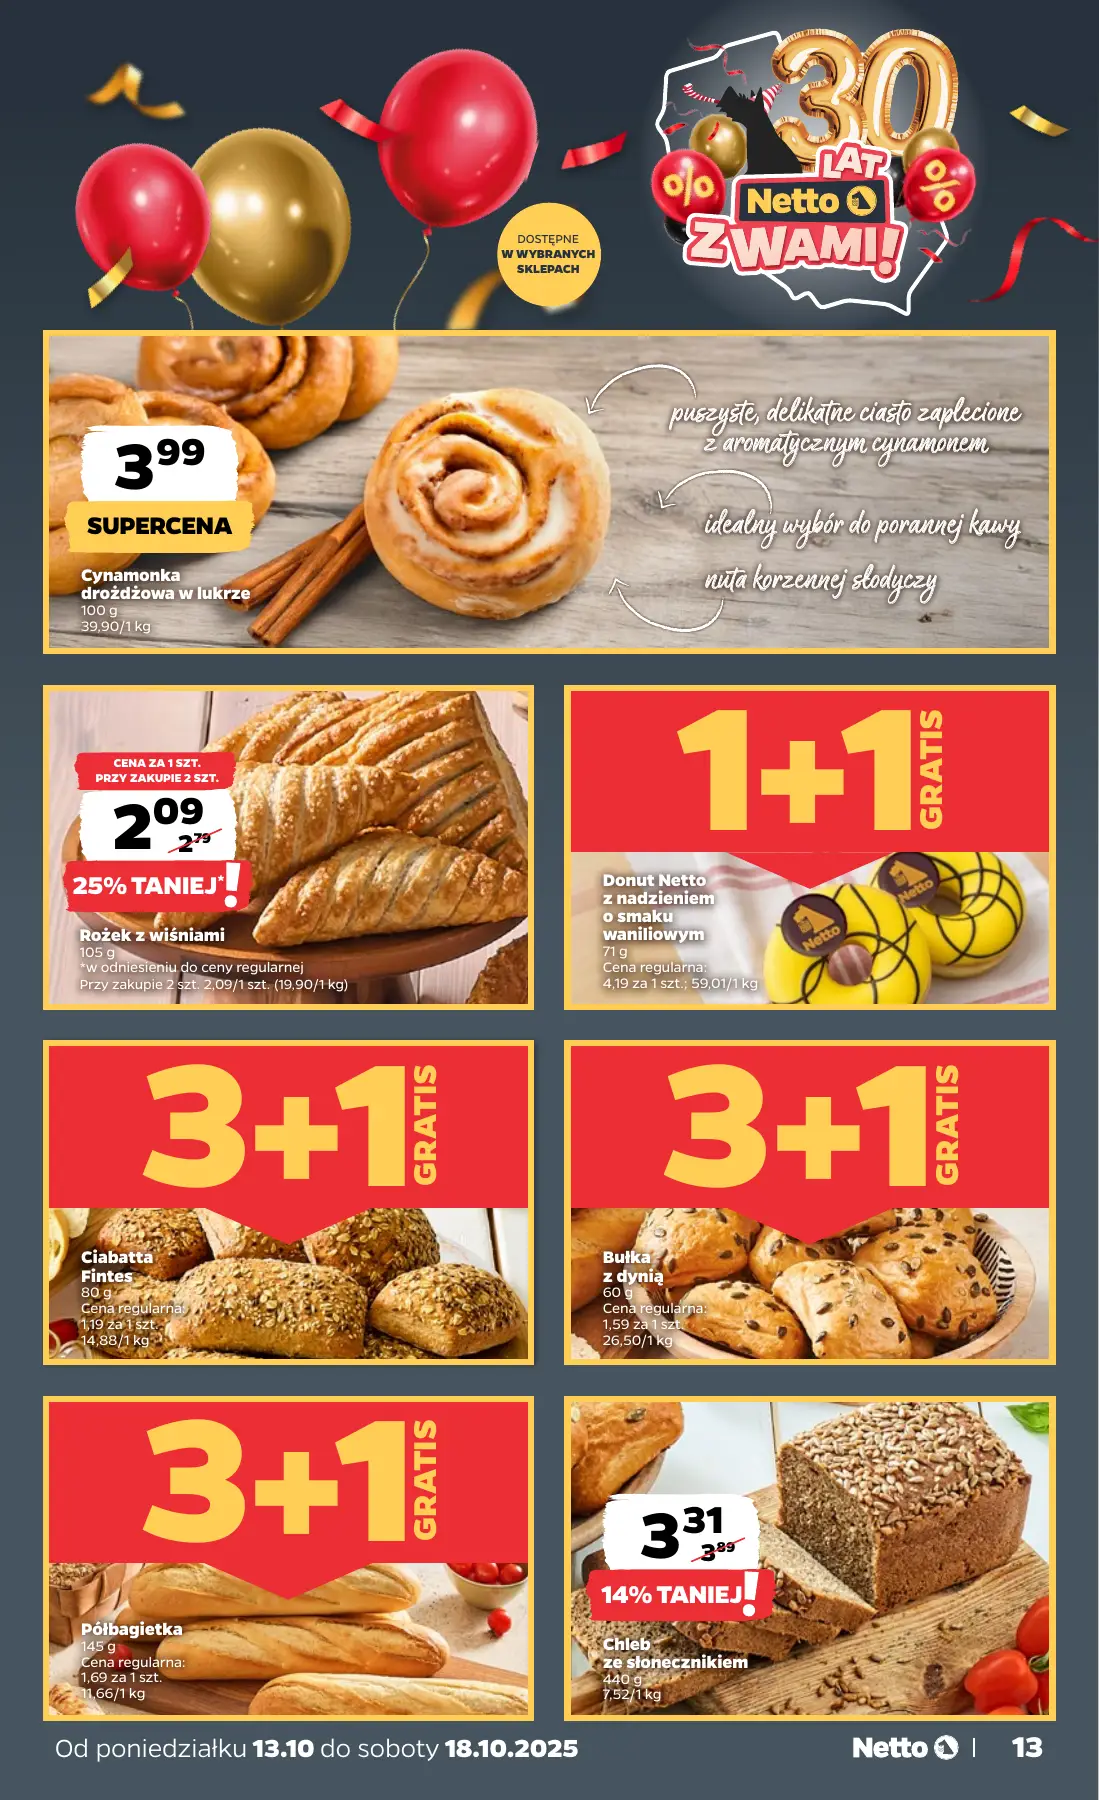 30
LAT
Netto
Z WAMI!
%
%
DOSTĘPNE
W WYBRANYCH
SKLEPACH
puszyste, delikatne ciasto zaplecione
z aromatycznym cynamonem
idealny wybór do porannej kawy
nuta korzennej słodyczy
3 99
SUPERCENA
Cynamonka
drożdżowa w lukrze
100 g
39,90/1 kg
CENA ZA 1 SZT.
PRZY ZAKUPIE 2 SZT.
2 09
2 79
25% TANIEJ*!
Rożek z wiśniami
105 g
*w odniesieniu do ceny regularnej
Przy zakupie 2 szt. 2,09/1 szt. (19,90/1 kg)
1+1 GRATIS
Donut Netto
z nadzieniem
o smaku
waniliowym
71 g
Cena regularna:
4,19 za 1 szt.; 59,01/1 kg
Netto
Netto
3+1 GRATIS
Ciabatta
Fintes
80 g
Cena regularna:
1,19 za 1 szt.
14,88/1 kg
3+1 GRATIS
Bułka
z dynią
60 g
Cena regularna:
1,59 za 1 szt.
26,50/1 kg
3+1 GRATIS
Półbagietka
145 g
Cena regularna:
1,69 za 1 szt.
11,66/1 kg
3 31
3 89
14% TANIEJ!
Chleb
ze słonecznikiem
440 g
7,52/1 kg
Od poniedziałku 13.10 do soboty 18.10.2025
Netto | 13